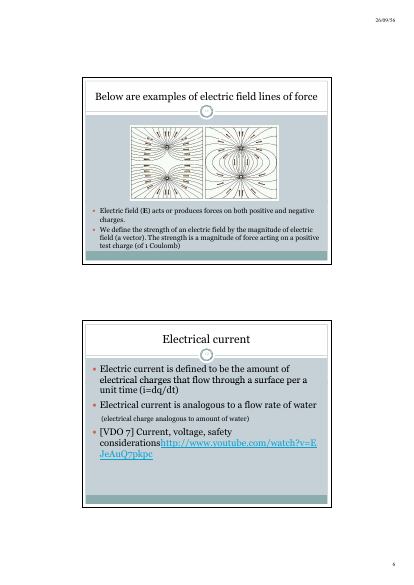 26/09/56
Below are examples of electric field lines of force
Electric field (E) acts or produces forces on both positive and negative
charges.
We define the strength of an electric field by the magnitude of electric
field (a vector). The strength is a magnitude of force acting on a positive
test charge (of 1 Coulomb)
Electrical current
Electric current is defined to be the amount of
electrical charges that flow through a surface per a
unit time (i=dq/dt)
Electrical current is analogous to a flow rate of water
(electrical charge analogous to amount of water)
[VDO 7] Current, voltage, safety
considerationshttp://www.youtube.com/watch?v=E
JeAuQ7pkpc
6